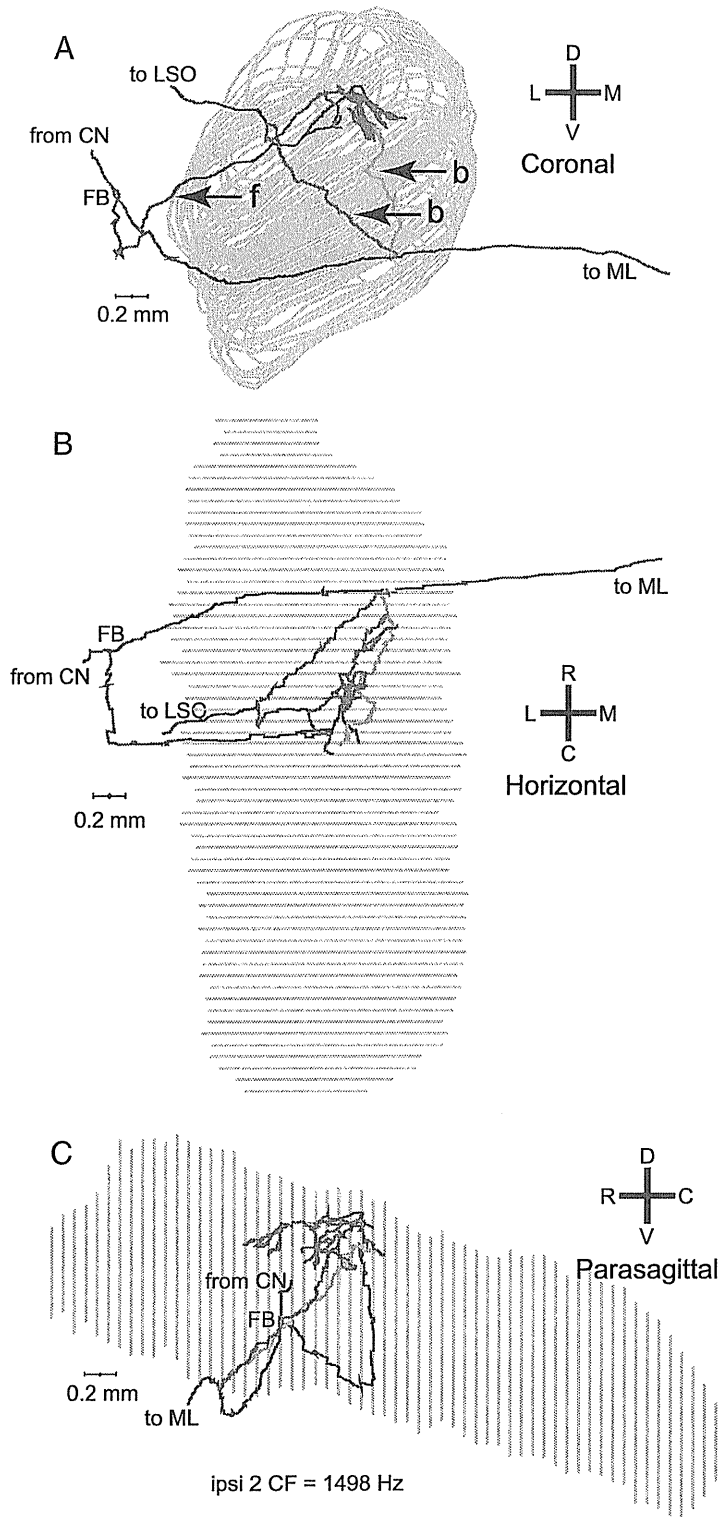 A
to LSO
from CN
FB
f
b
b
to ML
0.2 mm
D
L
M
V
Coronal
B
FB
from CN
to LSO
to ML
0.2 mm
R
L
M
C
Horizontal
C
from CN
FB
to ML
0.2 mm
D
R
C
V
Parasagittal
ipsi 2 CF = 1498 Hz